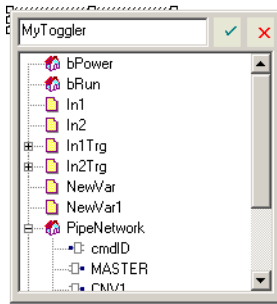 MyToggler
bPower
bRun
In1
In2
In1Trg
In2Trg
NewVar
NewVar1
PipeNetwork
cmdID
MASTER
CNV1